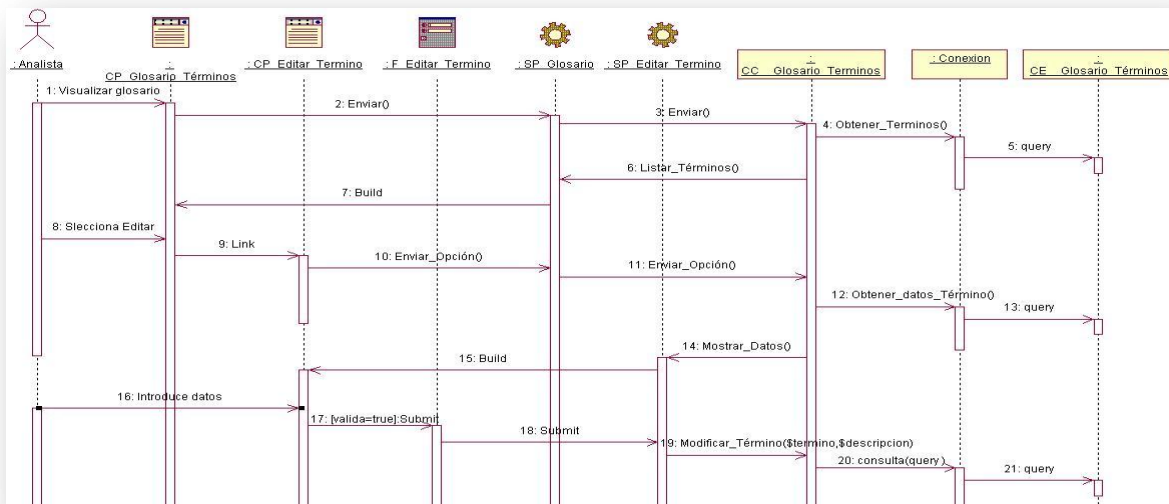 : Analista
:
CP_Glosario_Términos
: CP_Editar_Termino
: F_Editar_Termino
: SP_Glosario
: SP_Editar_Termino
:
CC__Glosario_Terminos
: Conexion
:
CE__Glosario_Términos
1: Visualizar glosario
2: Enviar()
3: Enviar()
4: Obtener_Terminos()
5: query
6: Listar_Términos()
7: Build
8: Slecciona Editar
9: Link
10: Enviar_Opción()
11: Enviar_Opción()
12: Obtener_datos_Término()
13: query
14: Mostrar_Datos()
15: Build
16: Introduce datos
17: [valida=true]:Submit
18: Submit
19: Modificar_Término($termino,$descripcion)
20: consulta(query)
21: query